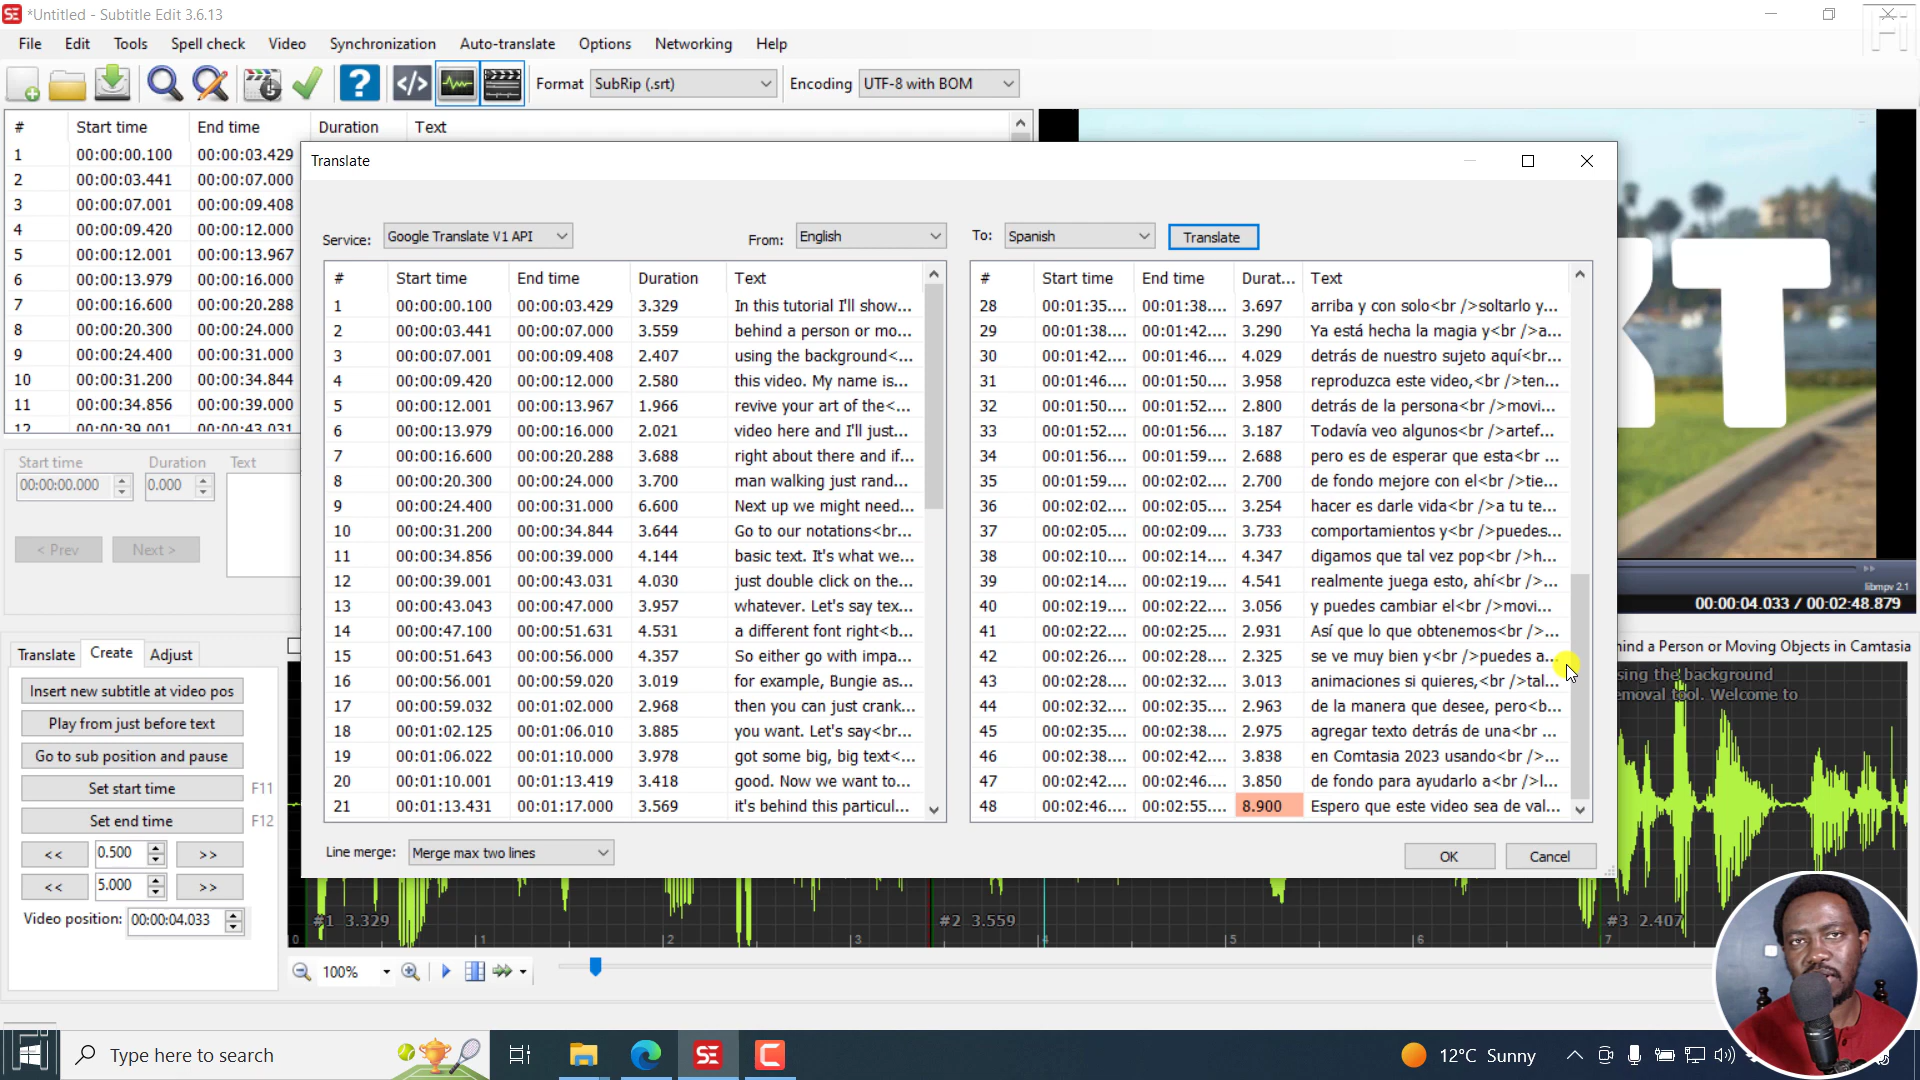 *Untitled - Subtitle Edit 3.6.13
File Edit Tools Spell check Video Synchronization Auto-translate Options Networking Help
Format SubRip (.srt) Encoding UTF-8 with BOM
# Start time End time Duration Text
1 00:00:00.100 00:00:03.429
2 00:00:03.441 00:00:07.000
3 00:00:07.001 00:00:09.408
4 00:00:09.420 00:00:12.000
5 00:00:12.001 00:00:13.967
6 00:00:13.979 00:00:16.000
7 00:00:16.600 00:00:20.288
8 00:00:20.300 00:00:24.000
9 00:00:24.400 00:00:31.000
10 00:00:31.200 00:00:34.844
11 00:00:34.856 00:00:39.000
12 00:00:39.001 00:00:43.031
Start time Duration Text
00:00:00.000 0.000
< Prev Next >
Translate
Service: Google Translate V1 API From: English To: Spanish Translate
# Start time End time Duration Text
1 00:00:00.100 00:00:03.429 3.329 In this tutorial I'll show...
2 00:00:03.441 00:00:07.000 3.559 behind a person or mo...
3 00:00:07.001 00:00:09.408 2.407 using the background<...
4 00:00:09.420 00:00:12.000 2.580 this video. My name is...
5 00:00:12.001 00:00:13.967 1.966 revive your art of the<...
6 00:00:13.979 00:00:16.000 2.021 video here and I'll just...
7 00:00:16.600 00:00:20.288 3.688 right about there and if...
8 00:00:20.300 00:00:24.000 3.700 man walking just rand...
9 00:00:24.400 00:00:31.000 6.600 Next up we might need...
10 00:00:31.200 00:00:34.844 3.644 Go to our notations<br...
11 00:00:34.856 00:00:39.000 4.144 basic text. It's what we...
12 00:00:39.001 00:00:43.031 4.030 just double click on the...
13 00:00:43.043 00:00:47.000 3.957 whatever. Let's say tex...
14 00:00:47.100 00:00:51.631 4.531 a different font right<b...
15 00:00:51.643 00:00:56.000 4.357 So either go with impa...
16 00:00:56.001 00:00:59.020 3.019 for example, Bungie as...
17 00:00:59.032 00:01:02.000 2.968 then you can just crank...
18 00:01:02.125 00:01:06.010 3.885 you want. Let's say<br...
19 00:01:06.022 00:01:10.000 3.978 got some big, big text<...
20 00:01:10.001 00:01:13.419 3.418 good. Now we want to...
21 00:01:13.431 00:01:17.000 3.569 it's behind this particul...
# Start time End time Durat... Text
28 00:01:35.... 00:01:38.... 3.697 arriba y con solo<br />soltarlo y...
29 00:01:38.... 00:01:42.... 3.290 Ya está hecha la magia y<br />a...
30 00:01:42.... 00:01:46.... 4.029 detrás de nuestro sujeto aquí<br...
31 00:01:46.... 00:01:50.... 3.958 reproduzca este video,<br />ten...
32 00:01:50.... 00:01:52.... 2.800 detrás de la persona<br />movi...
33 00:01:52.... 00:01:56.... 3.187 Todavía veo algunos<br />artef...
34 00:01:56.... 00:01:59.... 2.688 pero es de esperar que esta<br ...
35 00:01:59.... 00:02:02.... 2.700 de fondo mejore con el<br />tie...
36 00:02:02.... 00:02:05.... 3.254 hacer es darle vida<br />a tu te...
37 00:02:05.... 00:02:09.... 3.733 comportamientos y<br />puedes...
38 00:02:10.... 00:02:14.... 4.347 digamos que tal vez pop<br />h...
39 00:02:14.... 00:02:19.... 4.541 realmente juega esto, ahí<br />...
40 00:02:19.... 00:02:22.... 3.056 y puedes cambiar el<br />movi...
41 00:02:22.... 00:02:25.... 2.931 Así que lo que obtenemos<br />...
42 00:02:26.... 00:02:28.... 2.325 se ve muy bien y<br />puedes a...
43 00:02:28.... 00:02:32.... 3.013 animaciones si quieres,<br />tal...
44 00:02:32.... 00:02:35.... 2.963 de la manera que desee, pero<b...
45 00:02:35.... 00:02:38.... 2.975 agregar texto detrás de una<br ...
46 00:02:38.... 00:02:42.... 3.838 en Comtasia 2023 usando<br />...
47 00:02:42.... 00:02:46.... 3.850 de fondo para ayudarlo a<br />l...
48 00:02:46.... 00:02:55.... 8.900 Espero que este video sea de val...
Line merge: Merge max two lines OK Cancel
libmpv 2.1
00:00:04.033 / 00:02:48.879
hind a Person or Moving Objects in Camtasia
sing the background
emoval tool. Welcome to
Translate Create Adjust
Insert new subtitle at video pos
Play from just before text
Go to sub position and pause
Set start time F11
Set end time F12
<< 0.500 >>
<< 5.000 >>
Video position: 00:00:04.033
#1 3.329 #2 3.559 #3 2.407
0 1 2 3 4 5 6 7
100%
Type here to search
12°C Sunny